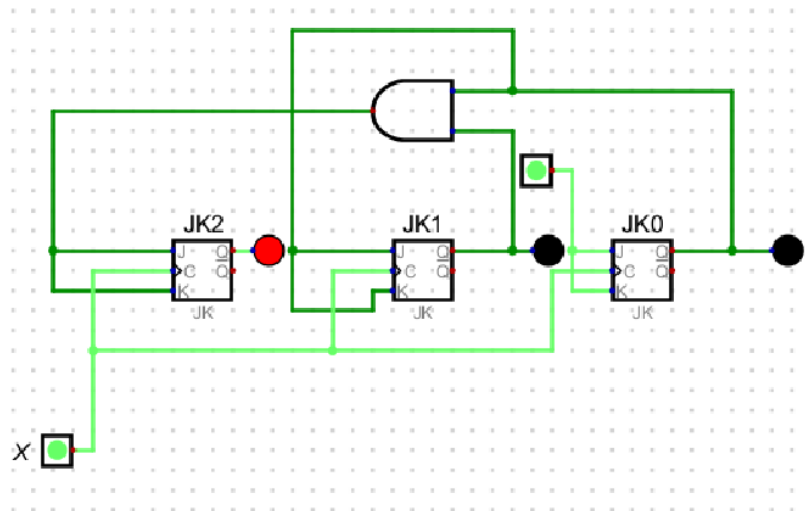 JK2 JK1 JK0
J Q J Q J Q
C Q C Q C Q
K K K
JK JK JK
X